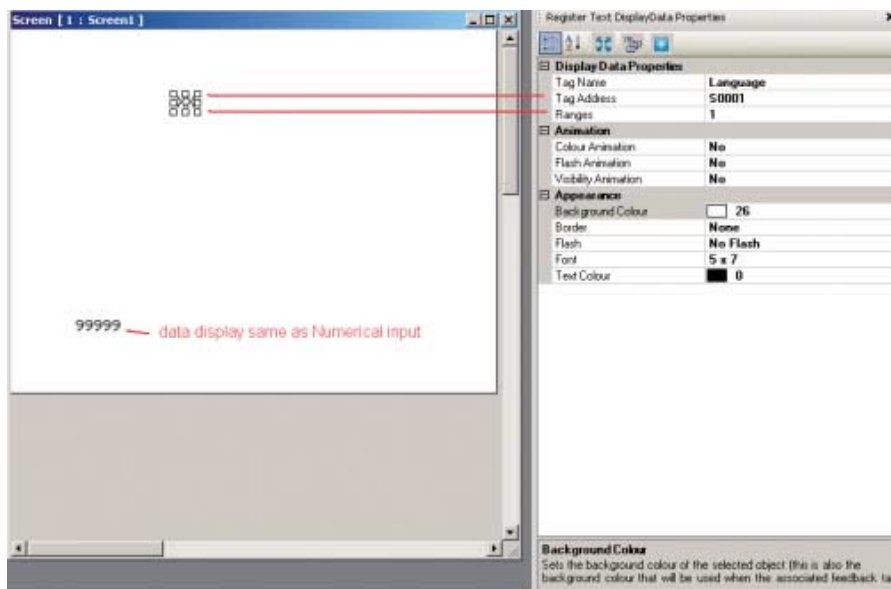 Screen [ 1 : Screen1 ]
99999
data display same as Numerical input
Register Text DisplayData Properties
Display Data Properties
Tag Name Language
Tag Address S0001
Ranges 1
Animation
Colour Animation No
Flash Animation No
Visibility Animation No
Appearance
Background Colour 26
Border None
Flash No Flash
Font 5 x 7
Text Colour 0
Background Colour
Sets the background colour of the selected object (this is also the
background colour that will be used when the associated feedback ta